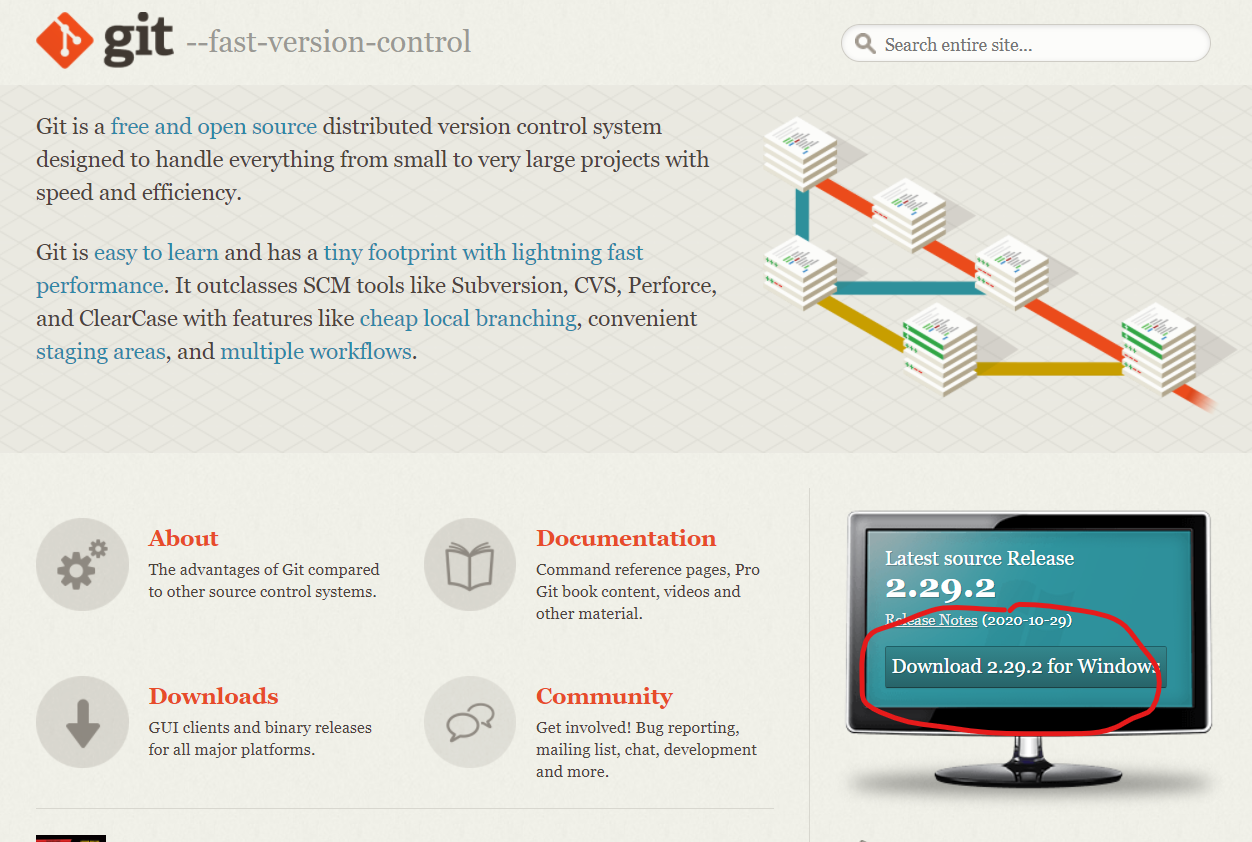 git --fast-version-control
Search entire site...
Git is a free and open source distributed version control system
designed to handle everything from small to very large projects with
speed and efficiency.
Git is easy to learn and has a tiny footprint with lightning fast
performance. It outclasses SCM tools like Subversion, CVS, Perforce,
and ClearCase with features like cheap local branching, convenient
staging areas, and multiple workflows.
About
The advantages of Git compared
to other source control systems.
Documentation
Command reference pages, Pro
Git book content, videos and
other material.
Downloads
GUI clients and binary releases
for all major platforms.
Community
Get involved! Bug reporting,
mailing list, chat, development
and more.
Latest source Release
2.29.2
Release Notes (2020-10-29)
Download 2.29.2 for Windows